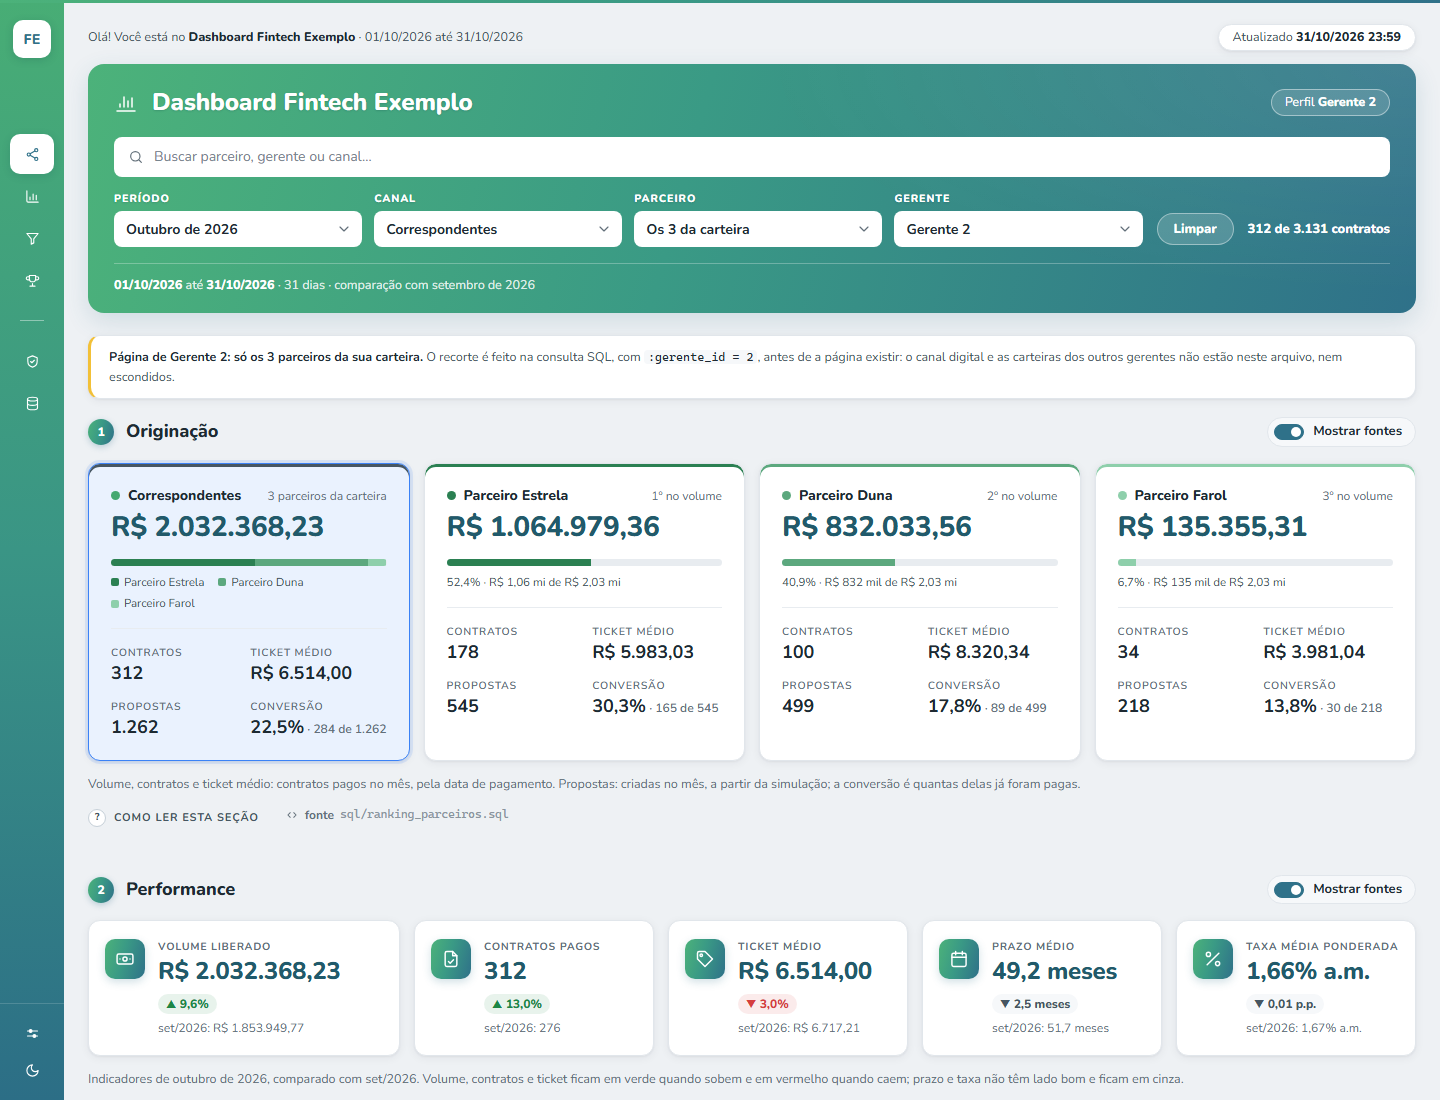 FE
Olá! Você está no Dashboard Fintech Exemplo · 01/10/2026 até 31/10/2026
Atualizado 31/10/2026 23:59
Dashboard Fintech Exemplo
Perfil Gerente 2
Buscar parceiro, gerente ou canal...
PERÍODO
CANAL
PARCEIRO
GERENTE
Outubro de 2026
Correspondentes
Os 3 da carteira
Gerente 2
Limpar
312 de 3.131 contratos
01/10/2026 até 31/10/2026 · 31 dias · comparação com setembro de 2026
Página de Gerente 2: só os 3 parceiros da sua carteira. O recorte é feito na consulta SQL, com :gerente_id = 2 , antes de a página existir: o canal digital e as carteiras dos outros gerentes não estão neste arquivo, nem
escondidos.
1 Originação
Mostrar fontes
Correspondentes
3 parceiros da carteira
R$ 2.032.368,23
Parceiro Estrela
Parceiro Duna
Parceiro Farol
CONTRATOS
TICKET MÉDIO
312
R$ 6.514,00
PROPOSTAS
CONVERSÃO
1.262
22,5% · 284 de 1.262
Parceiro Estrela
1º no volume
R$ 1.064.979,36
52,4% · R$ 1,06 mi de R$ 2,03 mi
CONTRATOS
TICKET MÉDIO
178
R$ 5.983,03
PROPOSTAS
CONVERSÃO
545
30,3% · 165 de 545
Parceiro Duna
2º no volume
R$ 832.033,56
40,9% · R$ 832 mil de R$ 2,03 mi
CONTRATOS
TICKET MÉDIO
100
R$ 8.320,34
PROPOSTAS
CONVERSÃO
499
17,8% · 89 de 499
Parceiro Farol
3º no volume
R$ 135.355,31
6,7% · R$ 135 mil de R$ 2,03 mi
CONTRATOS
TICKET MÉDIO
34
R$ 3.981,04
PROPOSTAS
CONVERSÃO
218
13,8% · 30 de 218
Volume, contratos e ticket médio: contratos pagos no mês, pela data de pagamento. Propostas: criadas no mês, a partir da simulação; a conversão é quantas delas já foram pagas.
? COMO LER ESTA SEÇÃO
<> fonte sql/ranking_parceiros.sql
2 Performance
Mostrar fontes
VOLUME LIBERADO
R$ 2.032.368,23
▲ 9,6%
set/2026: R$ 1.853.949,77
CONTRATOS PAGOS
312
▲ 13,0%
set/2026: 276
TICKET MÉDIO
R$ 6.514,00
▼ 3,0%
set/2026: R$ 6.717,21
PRAZO MÉDIO
49,2 meses
▼ 2,5 meses
set/2026: 51,7 meses
TAXA MÉDIA PONDERADA
1,66% a.m.
▼ 0,01 p.p.
set/2026: 1,67% a.m.
Indicadores de outubro de 2026, comparado com set/2026. Volume, contratos e ticket ficam em verde quando sobem e em vermelho quando caem; prazo e taxa não têm lado bom e ficam em cinza.